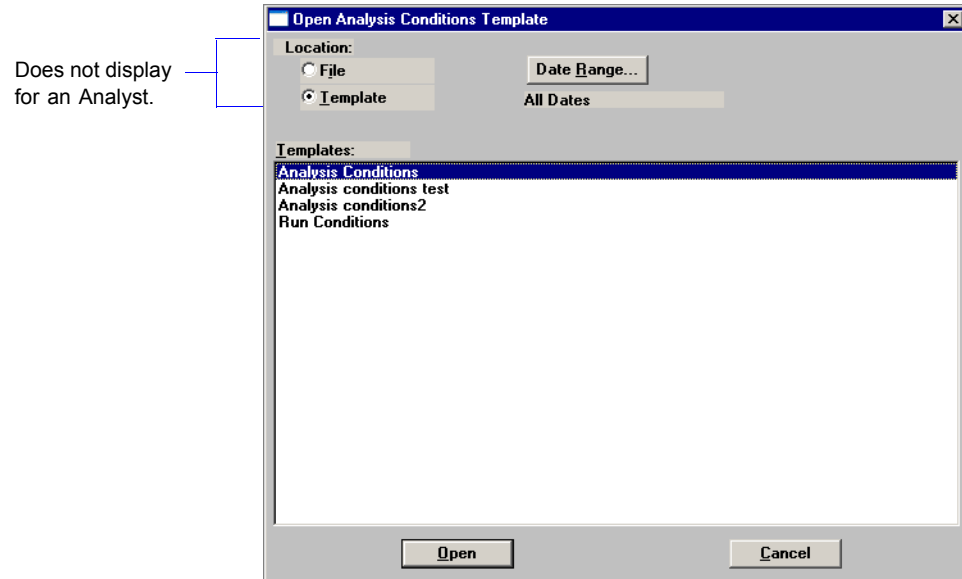 Open Analysis Conditions Template
Does not display
for an Analyst.
Location:
File
Template
Date Range...
All Dates
Templates:
Analysis Conditions
Analysis conditions test
Analysis conditions2
Run Conditions
Open
Cancel